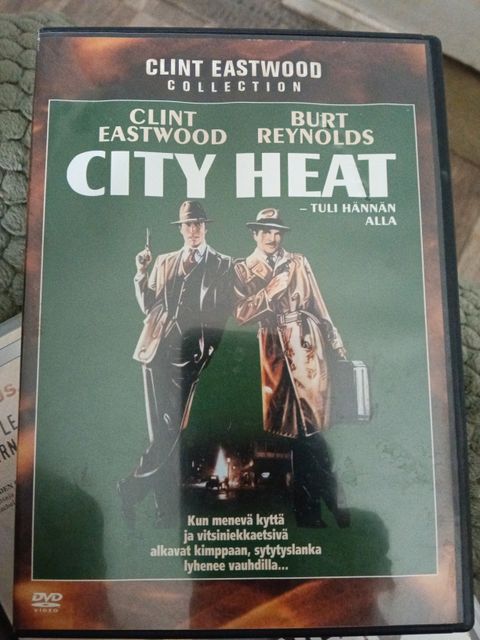 CLINT EASTWOOD
COLLECTION
CLINT EASTWOOD
BURT REYNOLDS
CITY HEAT
– TULI HÄNNÄN
ALLA
Kun menevä kyttä
ja vitsiniekkaetsivä
alkavat kimppaan, sytytyslanka
lyhenee vauhdilla...
DVD
VIDEO